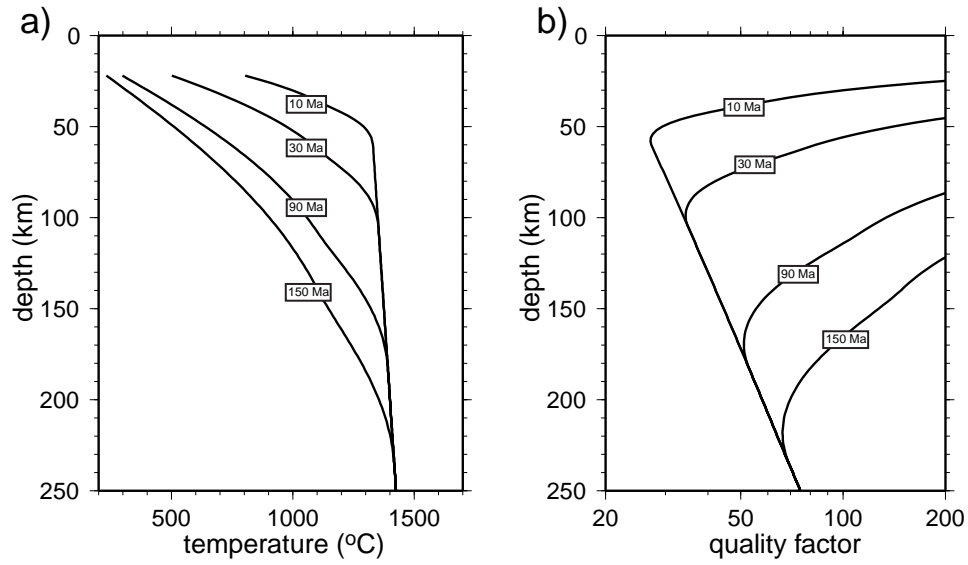 a)
0
50
100
150
200
250
depth (km)
10 Ma
30 Ma
90 Ma
150 Ma
500 1000 1500
temperature (ºC)
b)
0
50
100
150
200
250
depth (km)
10 Ma
30 Ma
90 Ma
150 Ma
20 50 100 200
quality factor